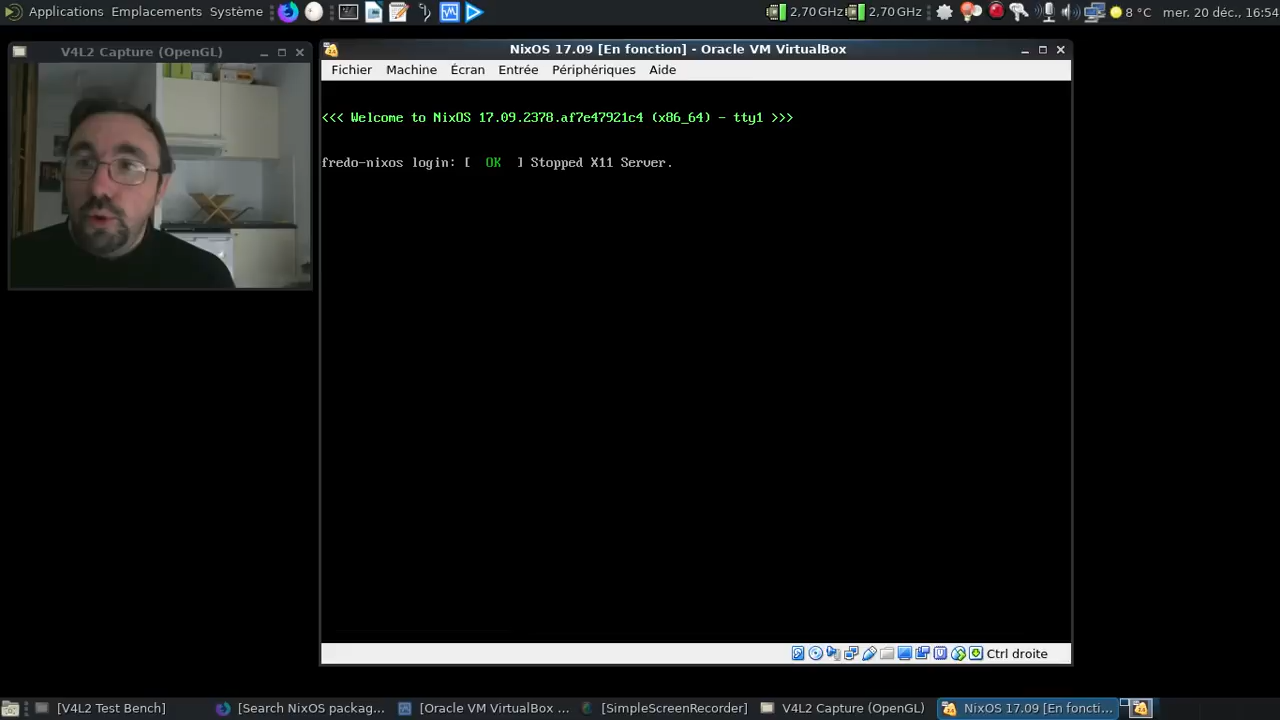 Applications Emplacements Système 2,70 GHz 2,70 GHz 8 °C mer. 20 déc., 16:54
V4L2 Capture (OpenGL)
NixOS 17.09 [En fonction] - Oracle VM VirtualBox
Fichier Machine Écran Entrée Périphériques Aide
<<< Welcome to NixOS 17.09.2378.af7e47921c4 (x86_64) - tty1 >>>
fredo-nixos login: [ OK ] Stopped X11 Server.
Ctrl droite
[V4L2 Test Bench] [Search NixOS packag... [Oracle VM VirtualBox ... [SimpleScreenRecorder] V4L2 Capture (OpenGL) NixOS 17.09 [En foncti...